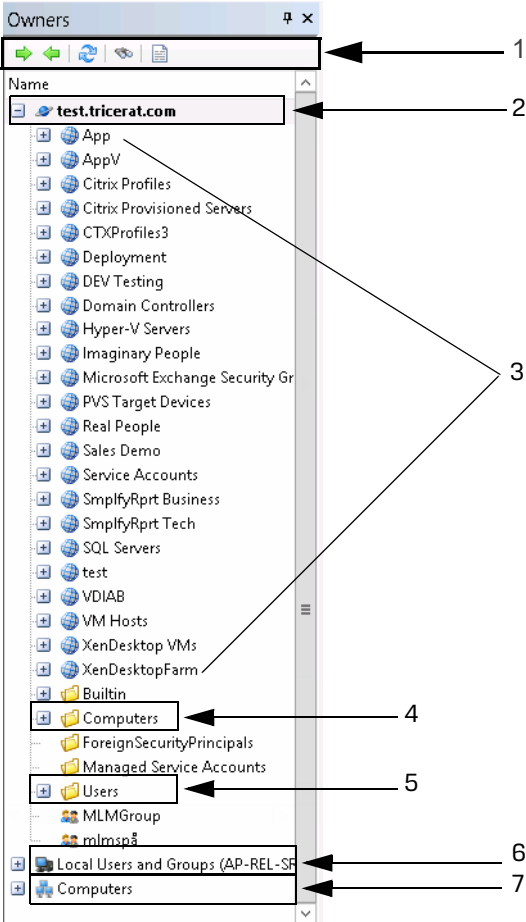 Owners
1
Name
test.tricerat.com
2
App
AppV
Citrix Profiles
Citrix Provisioned Servers
CTXProfiles3
Deployment
DEV Testing
Domain Controllers
Hyper-V Servers
Imaginary People
3
Microsoft Exchange Security Gr
PVS Target Devices
Real People
Sales Demo
Service Accounts
SmplfyRprt Business
SmplfyRprt Tech
SQL Servers
test
VDIAB
VM Hosts
XenDesktop VMs
XenDesktopFarm
Builtin
Computers
4
ForeignSecurityPrincipals
Managed Service Accounts
Users
5
MLMGroup
mlmspå
Local Users and Groups (AP-REL-SR
6
Computers
7